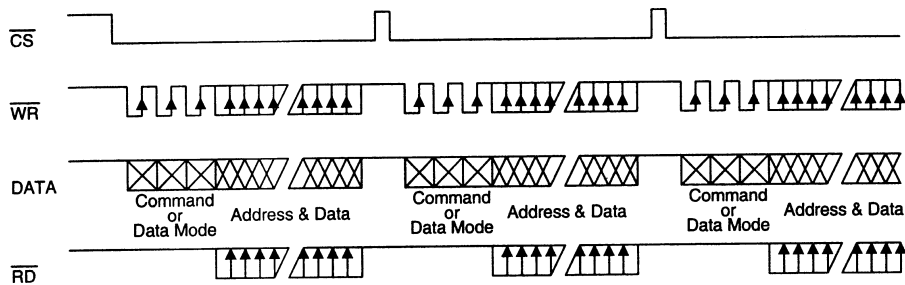 CS
WR
DATA
Command
or
Data Mode
Address & Data
Command
or
Data Mode
Address & Data
Command
or
Data Mode
Address & Data
RD